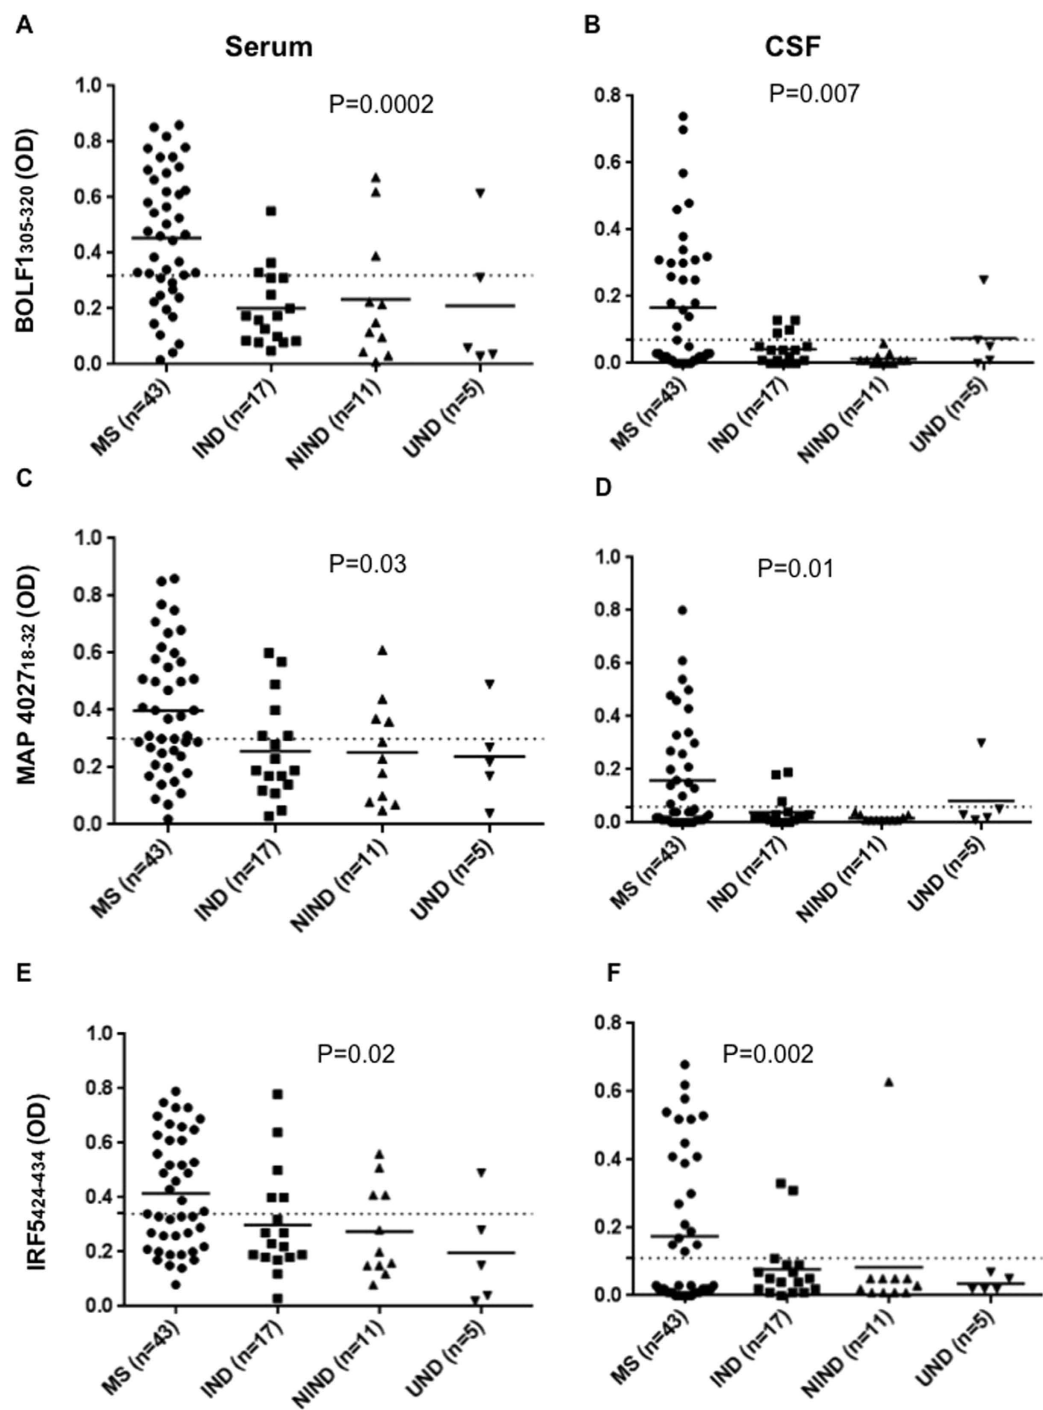 A
B
Serum
CSF
P=0.0002
P=0.007
BOLF1305-320 (OD)
1.0
0.8
0.6
0.4
0.2
0.0
0.8
0.6
0.4
0.2
0.0
MS (n=43)
IND (n=17)
NIND (n=11)
UND (n=5)
MS (n=43)
IND (n=17)
NIND (n=11)
UND (n=5)
C
D
P=0.03
P=0.01
MAP 402718-32 (OD)
1.0
0.8
0.6
0.4
0.2
0.0
1.0
0.8
0.6
0.4
0.2
0.0
MS (n=43)
IND (n=17)
NIND (n=11)
UND (n=5)
MS (n=43)
IND (n=17)
NIND (n=11)
UND (n=5)
E
F
P=0.02
P=0.002
IRF5424-434 (OD)
1.0
0.8
0.6
0.4
0.2
0.0
0.8
0.6
0.4
0.2
0.0
MS (n=43)
IND (n=17)
NIND (n=11)
UND (n=5)
MS (n=43)
IND (n=17)
NIND (n=11)
UND (n=5)